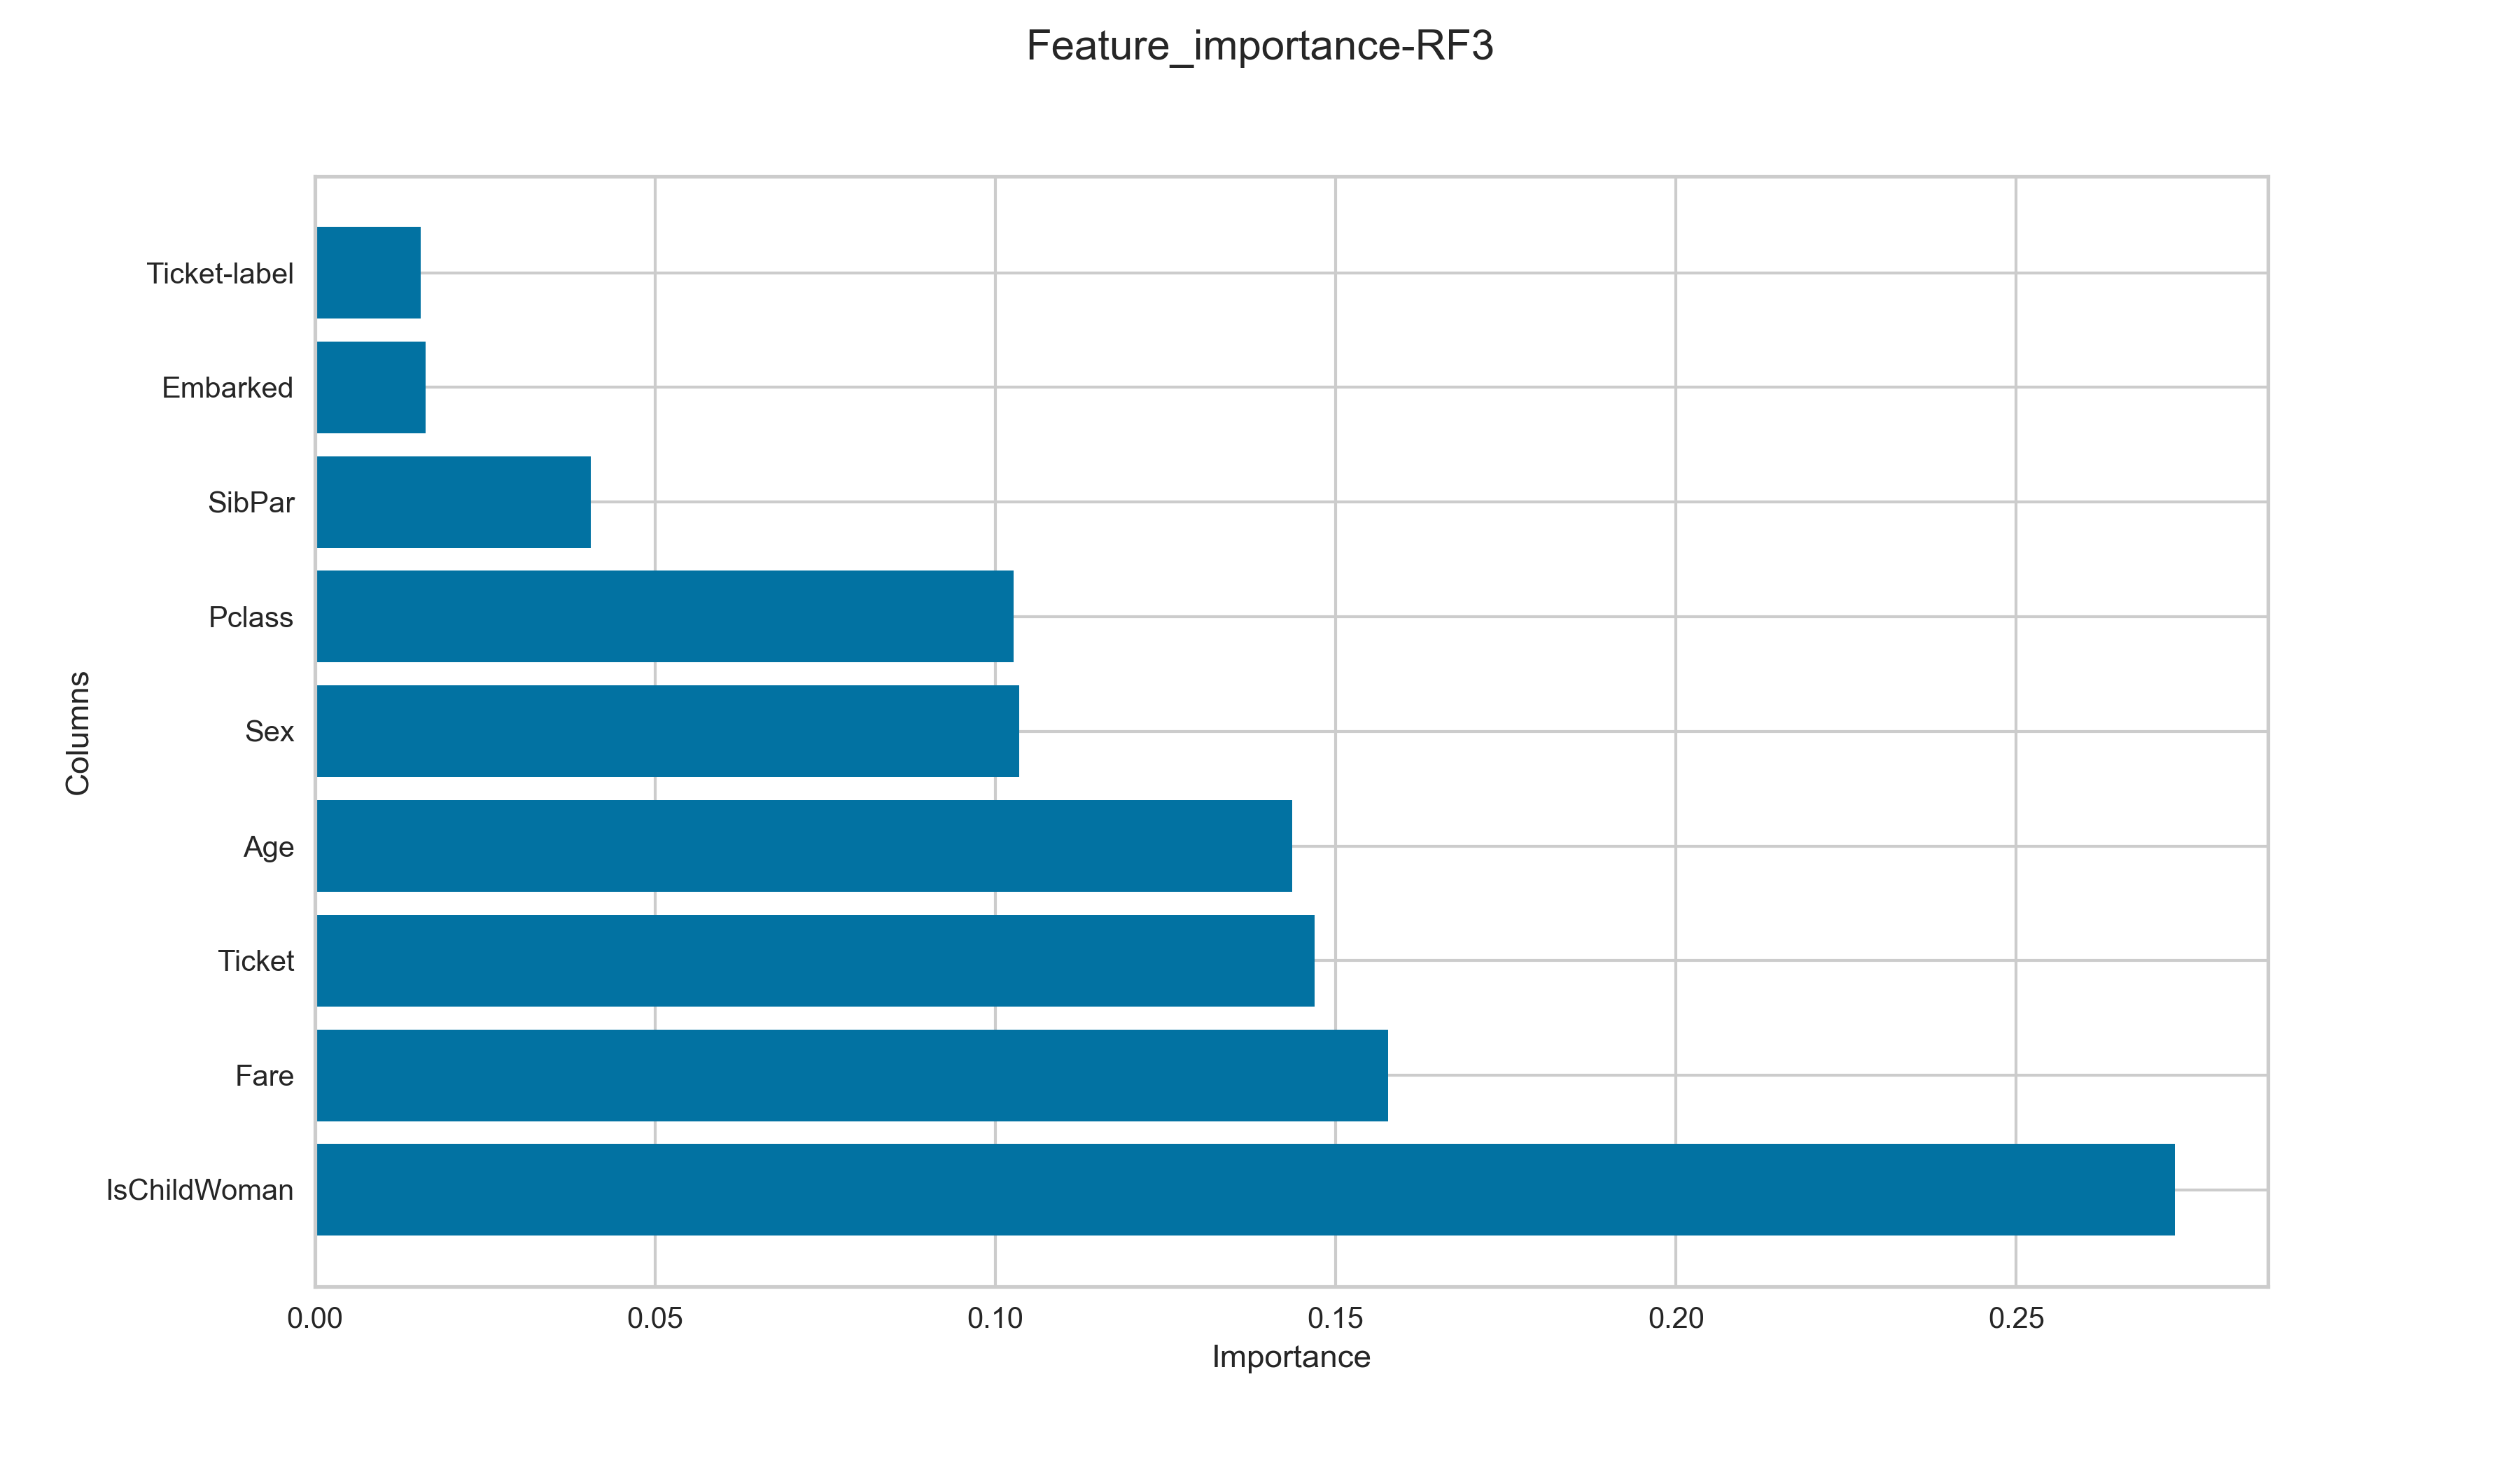 Feature_importance-RF3
Columns
Ticket-label
Embarked
SibPar
Pclass
Sex
Age
Ticket
Fare
IsChildWoman
0.00 0.05 0.10 0.15 0.20 0.25
Importance